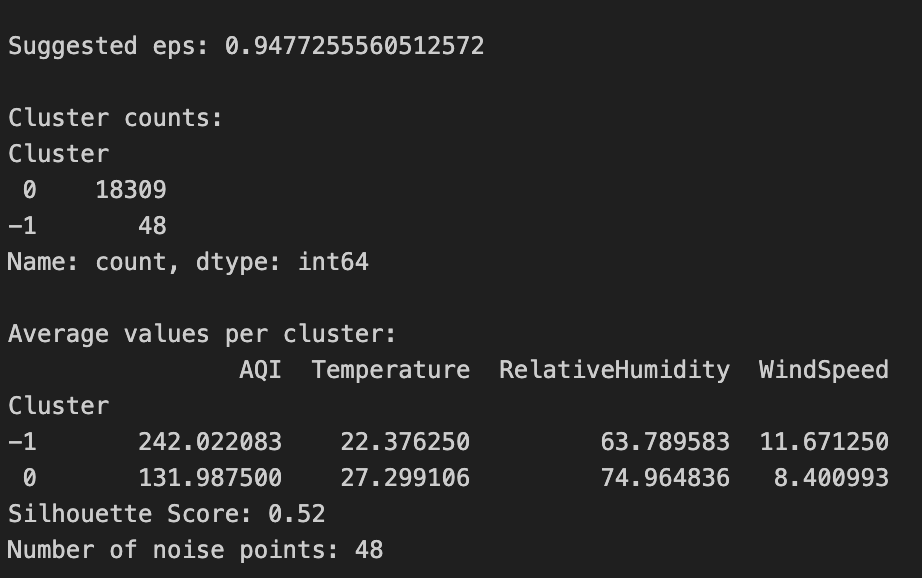 Suggested eps: 0.9477255560512572
Cluster counts:
Cluster
 0    18309
-1       48
Name: count, dtype: int64
Average values per cluster:
                AQI  Temperature  RelativeHumidity  WindSpeed
Cluster
-1       242.022083    22.376250         63.789583  11.671250
 0       131.987500    27.299106         74.964836   8.400993
Silhouette Score: 0.52
Number of noise points: 48